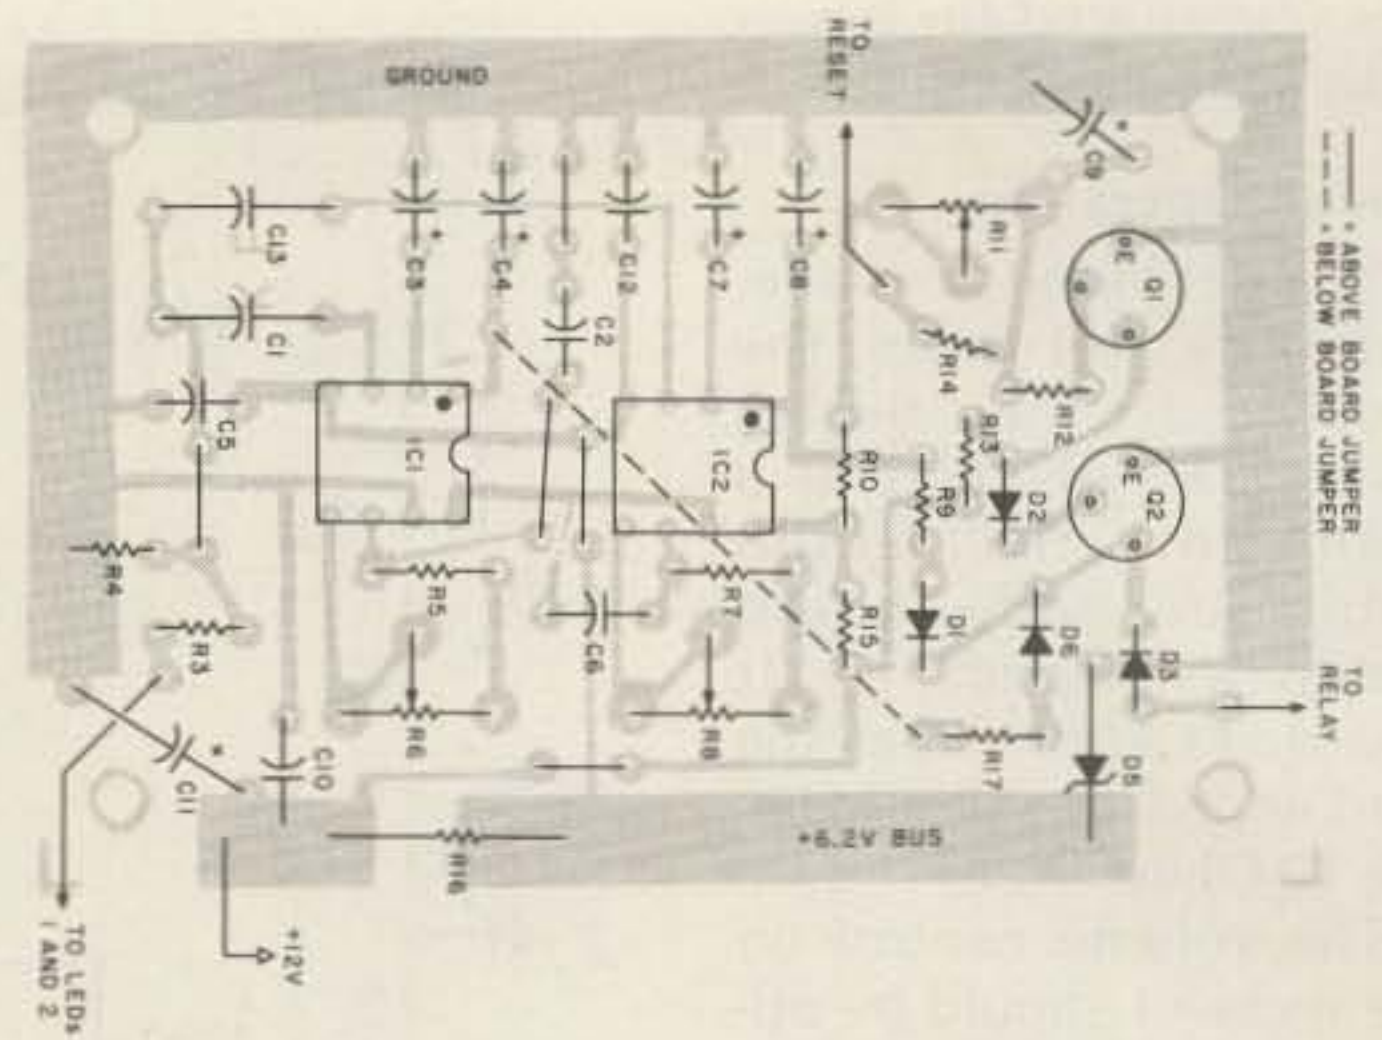 TO
RESET
GROUND
C9
—— = ABOVE BOARD JUMPER
--- = BELOW BOARD JUMPER
R11
C13
C3
C4
C12
C7
C8
E
Q1
C1
C2
R14
R12
C5
IC1
IC2
R10
R13
R9
D2
E
Q2
R4
R5
R7
R15
D1
D6
D3
R3
C6
TO
RELAY
R6
R8
R17
D5
C11
C10
R16
+6.2V BUS
+12V
TO LEDs
1 AND 2